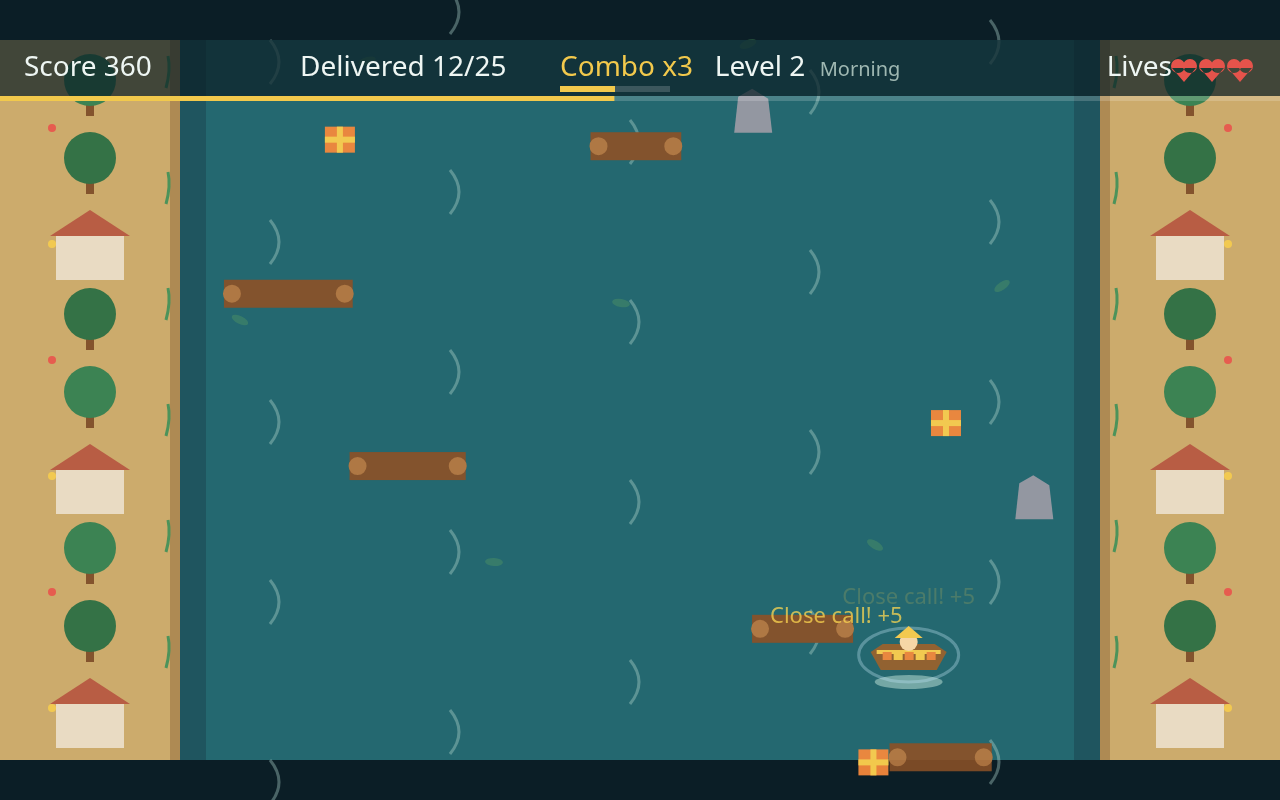 Score 360
Delivered 12/25
Combo x3
Level 2
Morning
Lives
Close call! +5
Close call! +5